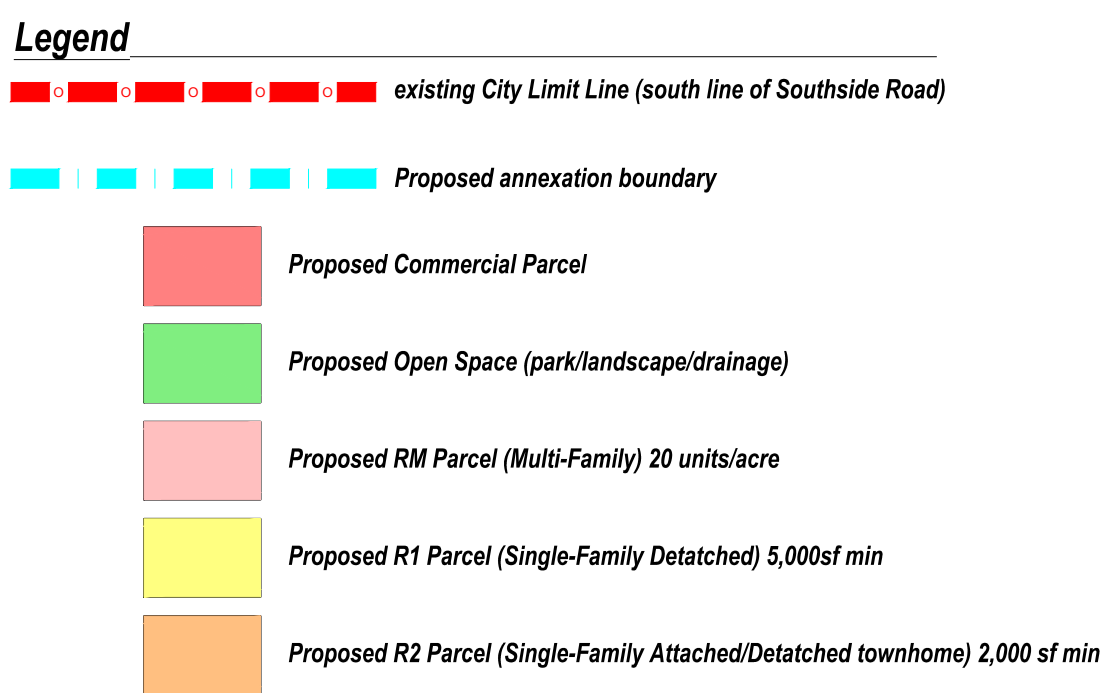 Legend
existing City Limit Line (south line of Southside Road)
Proposed annexation boundary
Proposed Commercial Parcel
Proposed Open Space (park/landscape/drainage)
Proposed RM Parcel (Multi-Family) 20 units/acre
Proposed R1 Parcel (Single-Family Detatched) 5,000sf min
Proposed R2 Parcel (Single-Family Attached/Detatched townhome) 2,000 sf min